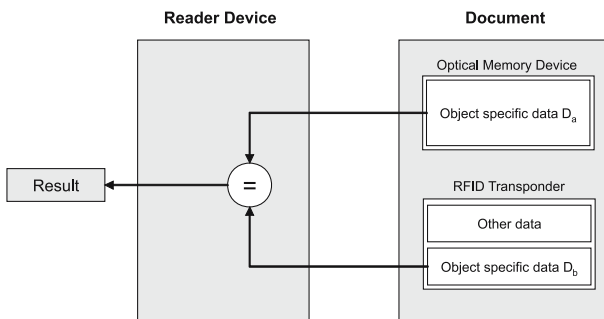 Reader Device
Document
Optical Memory Device
Object specific data Da
RFID Transponder
Other data
Object specific data Db
=
Result